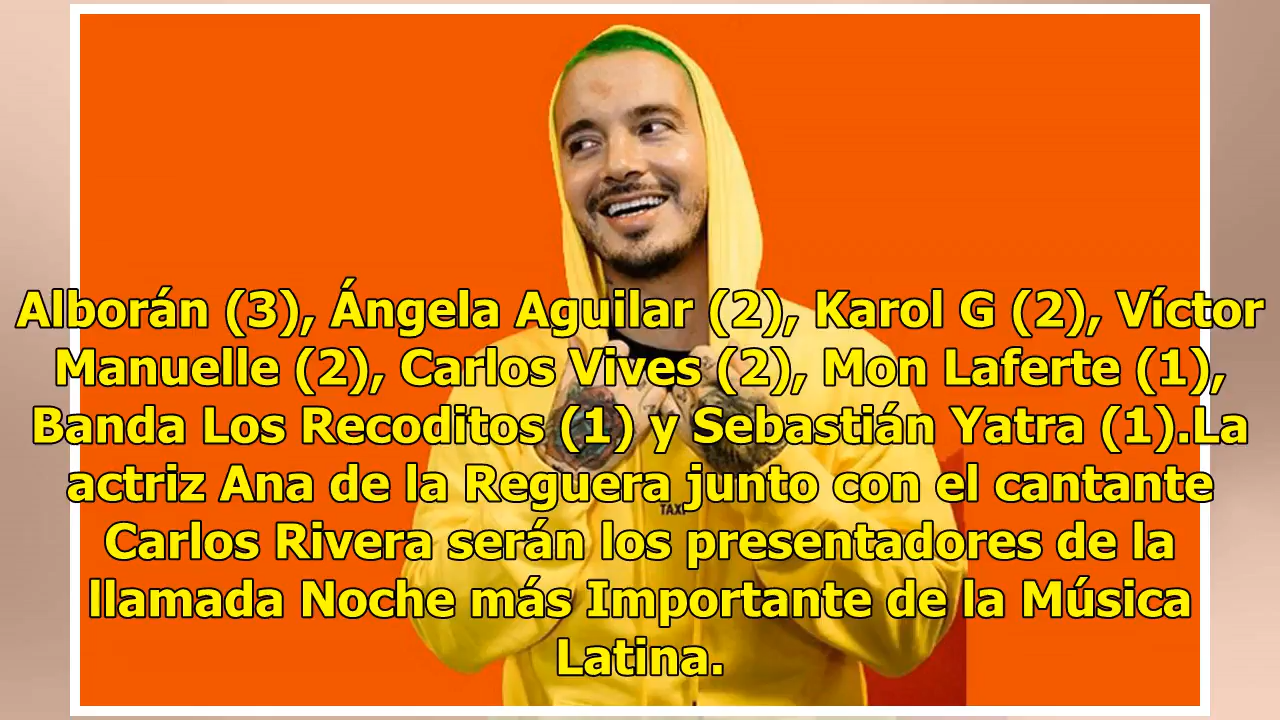 Alborán (3), Ángela Aguilar (2), Karol G (2), Víctor
Manuelle (2), Carlos Vives (2), Mon Laferte (1),
Banda Los Recoditos (1) y Sebastián Yatra (1).La
actriz Ana de la Reguera junto con el cantante
TAXI
Carlos Rivera serán los presentadores de la
llamada Noche más Importante de la Música
Latina.